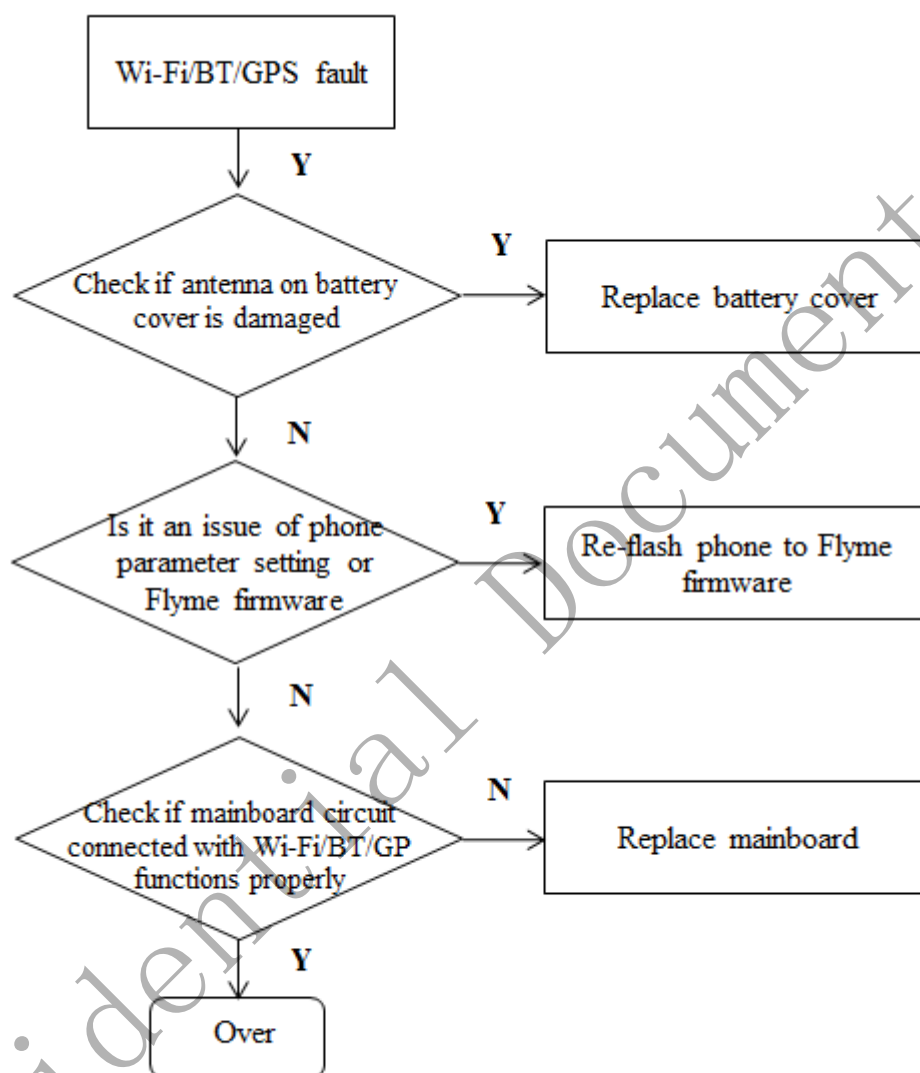 Wi-Fi/BT/GPS fault
Y
Check if antenna on battery
cover is damaged
Y
Replace battery cover
N
Is it an issue of phone
parameter setting or
Flyme firmware
Y
Re-flash phone to Flyme
firmware
N
Check if mainboard circuit
connected with Wi-Fi/BT/GP
functions properly
N
Replace mainboard
Y
Over
idential Document